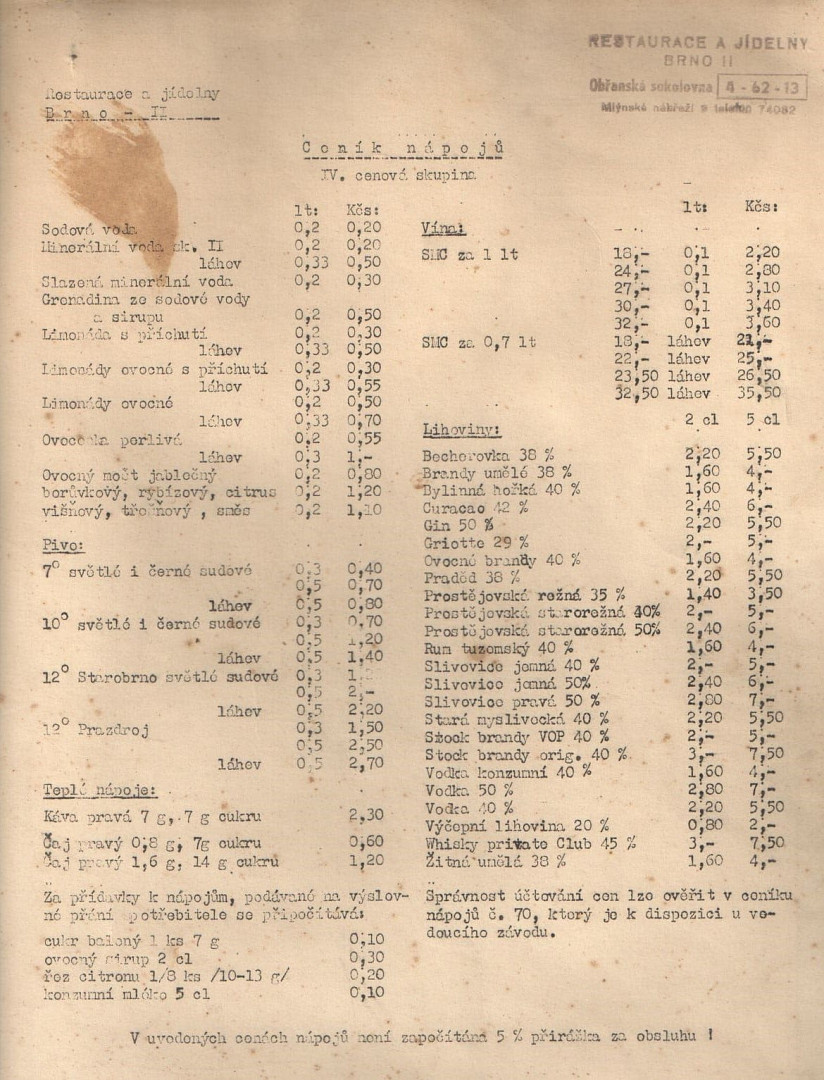 RESTAURACE A JÍDELNY
BRNO II
Obřanská sokolovna 4-62-13
Mlýnské nábřeží 2 telefon 74082
Restaurace a jídelny
Brno - II
Ceník nápojů
IV. cenová skupina
lt: Kčs:
Sodová voda 0,2 0,20
Minerální voda sk. II 0,2 0,20
láhev 0,33 0,50
Slazená minerální voda 0,2 0,30
Grenadina ze sodové vody
a sirupu 0,2 0,50
Limonáda s příchutí 0,2 0,30
láhev 0,33 0,50
Limonády ovocné s příchutí 0,2 0,30
láhev 0,33 0,55
Limonády ovocné 0,2 0,50
láhev 0,33 0,70
Ovocenka perlivá 0,2 0,55
láhev 0,3 1,-
Ovocný mošt jablečný 0,2 0,80
borůvkový, rybízový, citrus 0,2 1,20
višňový, třešňový , směs 0,2 1,10
Pivo:
7° světlé i černé sudové 0,3 0,40
0,5 0,70
láhev 0,5 0,80
10° světlé i černé sudové 0,3 0,70
0,5 1,20
láhev 0,5 1,40
12° Starobrno světlé sudové 0,3
0,5 2,-
láhev 0,5 2,20
12° Prazdroj 0,3 1,50
0,5 2,50
láhev 0,5 2,70
Teplé nápoje:
Káva pravá 7 g, 7 g cukru 2,30
Čaj pravý 0,8 g, 7g cukru 0,60
Čaj pravý 1,6 g, 14 g cukru 1,20
Za přídavky k nápojům, podávané na výslov-
né přání spotřebitele se připočítává:
cukr balený 1 ks 7 g 0,10
ovocný sirup 2 cl 0,30
řez citronu 1/8 ks /10-13 g/ 0,20
konzumní mléko 5 cl 0,10
lt: Kčs:
Vína:
SMC za 1 lt 18,- 0,1 2,20
24,- 0,1 2,80
27,- 0,1 3,10
30,- 0,1 3,40
32,- 0,1 3,60
SMC za 0,7 lt 18,- láhev 21,-
22,- láhev 25,-
23,50 láhev 26,50
32,50 láhev 35,50
2 cl 5 cl
Lihoviny:
Becherovka 38 % 2,20 5,50
Brandy umělé 38 % 1,60 4,-
Bylinná hořká 40 % 1,60 4,-
Curacao 42 % 2,40 6,-
Gin 50 % 2,20 5,50
Griotte 29 % 2,- 5,-
Ovocné brandy 40 % 1,60 4,-
Praděd 38 % 2,20 5,50
Prostějovská režná 35 % 1,40 3,50
Prostějovská starorežná 40% 2,- 5,-
Prostějovská starorežná 50% 2,40 6,-
Rum tuzemský 40 % 1,60 4,-
Slivovice jemná 40 % 2,- 5,-
Slivovice jemná 50% 2,40 6,-
Slivovice pravá 50 % 2,80 7,-
Stará myslivecká 40 % 2,20 5,50
Stock brandy VOP 40 % 2,- 5,-
Stock brandy orig. 40 % 3,- 7,50
Vodka konzumní 40 % 1,60 4,-
Vodka 50 % 2,80 7,-
Vodka 40 % 2,20 5,50
Výčepní lihovina 20 % 0,80 2,-
Whisky private Club 45 % 3,- 7,50
Žitná umělá 38 % 1,60 4,-
Správnost účtování cen lze ověřit v ceníku
nápojů č. 70, který je k dispozici u ve-
doucího závodu.
V uvedených cenách nápojů není započítána 5 % přirážka za obsluhu !